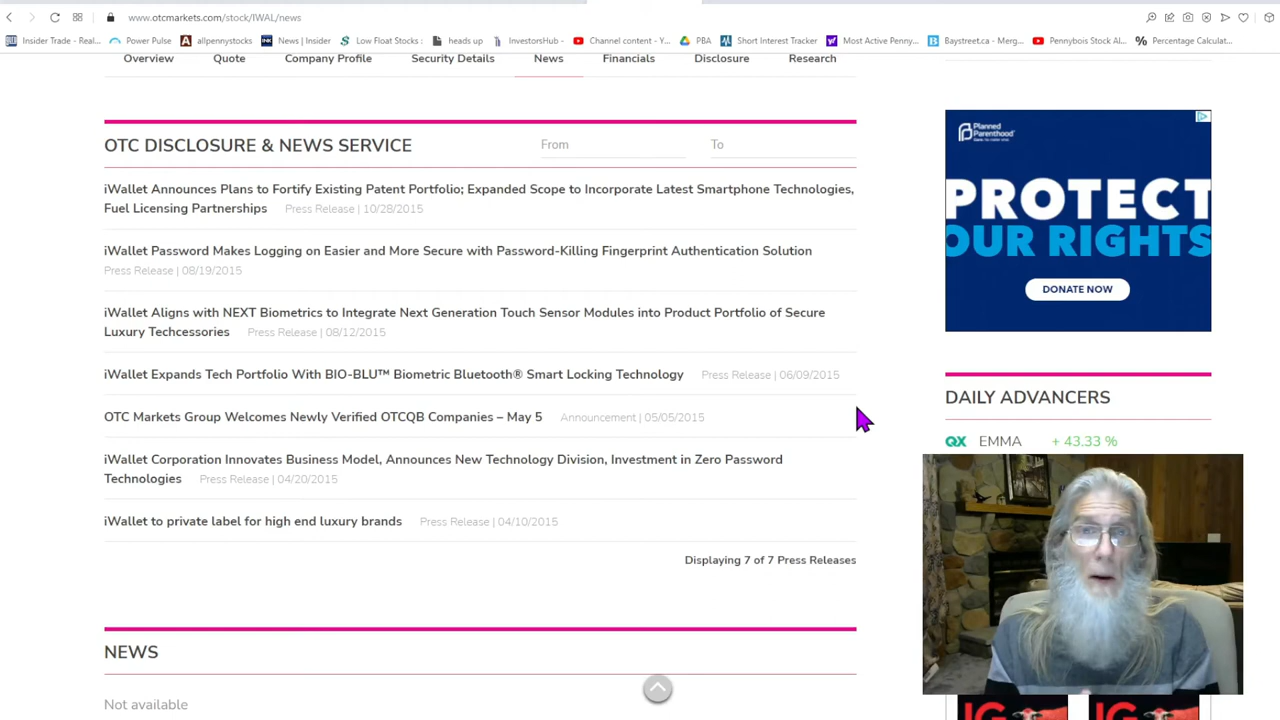 www.otcmarkets.com/stock/IWAL/news
Insider Trade - Real... Power Pulse allpennystocks News | Insider Low Float Stocks : heads up InvestorsHub - Channel content - Y... PBA Short Interest Tracker Most Active Penny... Baystreet.ca - Merg... Pennybois Stock Al... Percentage Calculat...
Overview Quote Company Profile Security Details News Financials Disclosure Research
OTC DISCLOSURE & NEWS SERVICE From To
iWallet Announces Plans to Fortify Existing Patent Portfolio; Expanded Scope to Incorporate Latest Smartphone Technologies,
Fuel Licensing Partnerships Press Release | 10/28/2015
iWallet Password Makes Logging on Easier and More Secure with Password-Killing Fingerprint Authentication Solution
Press Release | 08/19/2015
iWallet Aligns with NEXT Biometrics to Integrate Next Generation Touch Sensor Modules into Product Portfolio of Secure
Luxury Techcessories Press Release | 08/12/2015
iWallet Expands Tech Portfolio With BIO-BLU™ Biometric Bluetooth® Smart Locking Technology Press Release | 06/09/2015
OTC Markets Group Welcomes Newly Verified OTCQB Companies – May 5 Announcement | 05/05/2015
iWallet Corporation Innovates Business Model, Announces New Technology Division, Investment in Zero Password
Technologies Press Release | 04/20/2015
iWallet to private label for high end luxury brands Press Release | 04/10/2015
Displaying 7 of 7 Press Releases
NEWS
Not available
Planned
Parenthood
PROTECT
OUR RIGHTS
DONATE NOW
DAILY ADVANCERS
QX EMMA + 43.33 %
IG IG